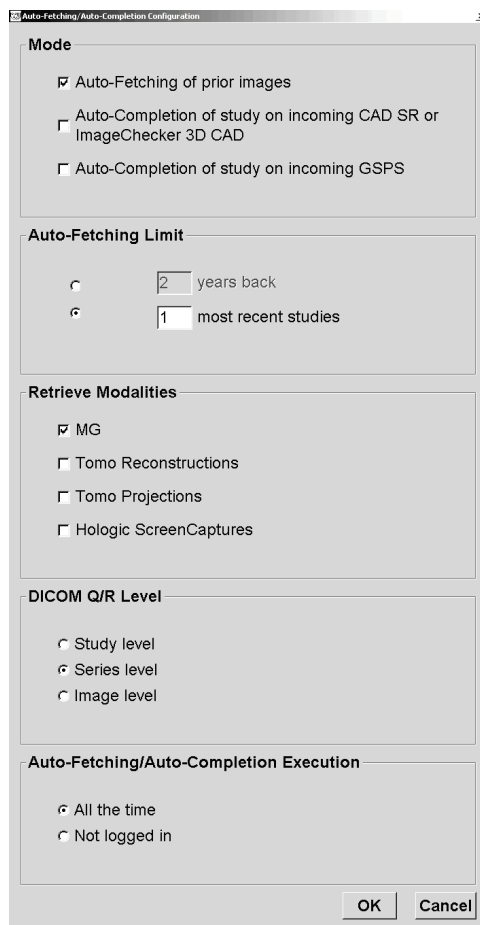 Auto-Fetching/Auto-Completion Configuration
Mode
Auto-Fetching of prior images
Auto-Completion of study on incoming CAD SR or
ImageChecker 3D CAD
Auto-Completion of study on incoming GSPS
Auto-Fetching Limit
2 years back
1 most recent studies
Retrieve Modalities
MG
Tomo Reconstructions
Tomo Projections
Hologic ScreenCaptures
DICOM Q/R Level
Study level
Series level
Image level
Auto-Fetching/Auto-Completion Execution
All the time
Not logged in
OK Cancel